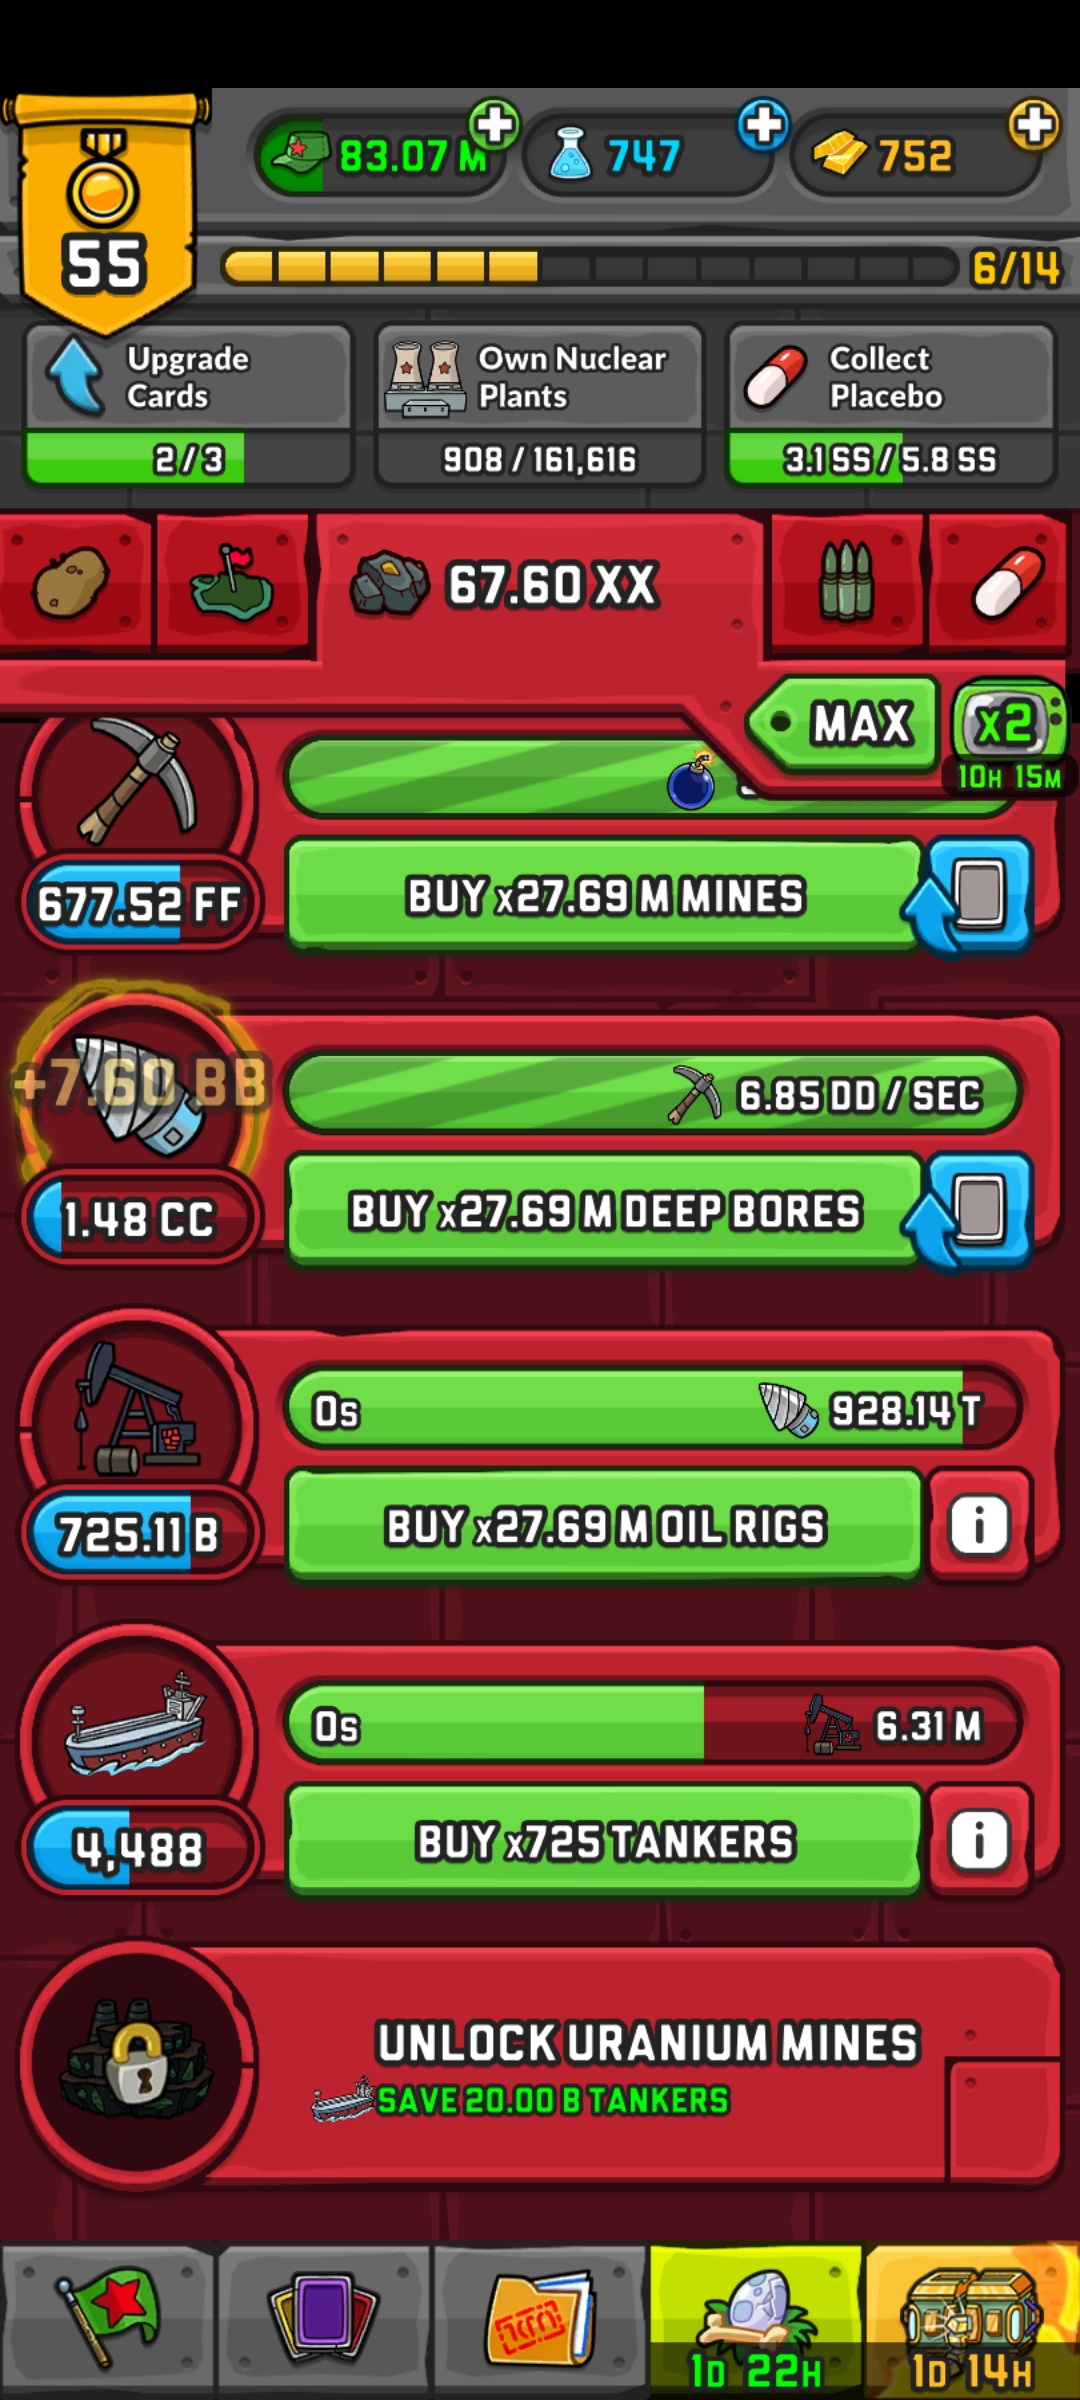 83.07 M
747
752
55
6/14
Upgrade
Cards
2/3
Own Nuclear
Plants
908/161,616
Collect
Placebo
3.1 SS/5.8 SS
67.60 XX
MAX
x2
10H 15M
677.52 FF
BUY x27.69 M MINES
+7.60 BB
6.85 DD / SEC
1.48 CC
BUY x27.69 M DEEP BORES
0s
928.14 T
725.11 B
BUY x27.69 M OIL RIGS
i
0s
6.31 M
4,488
BUY x725 TANKERS
i
UNLOCK URANIUM MINES
SAVE 20.00 B TANKERS
1D 22H
1D 14H